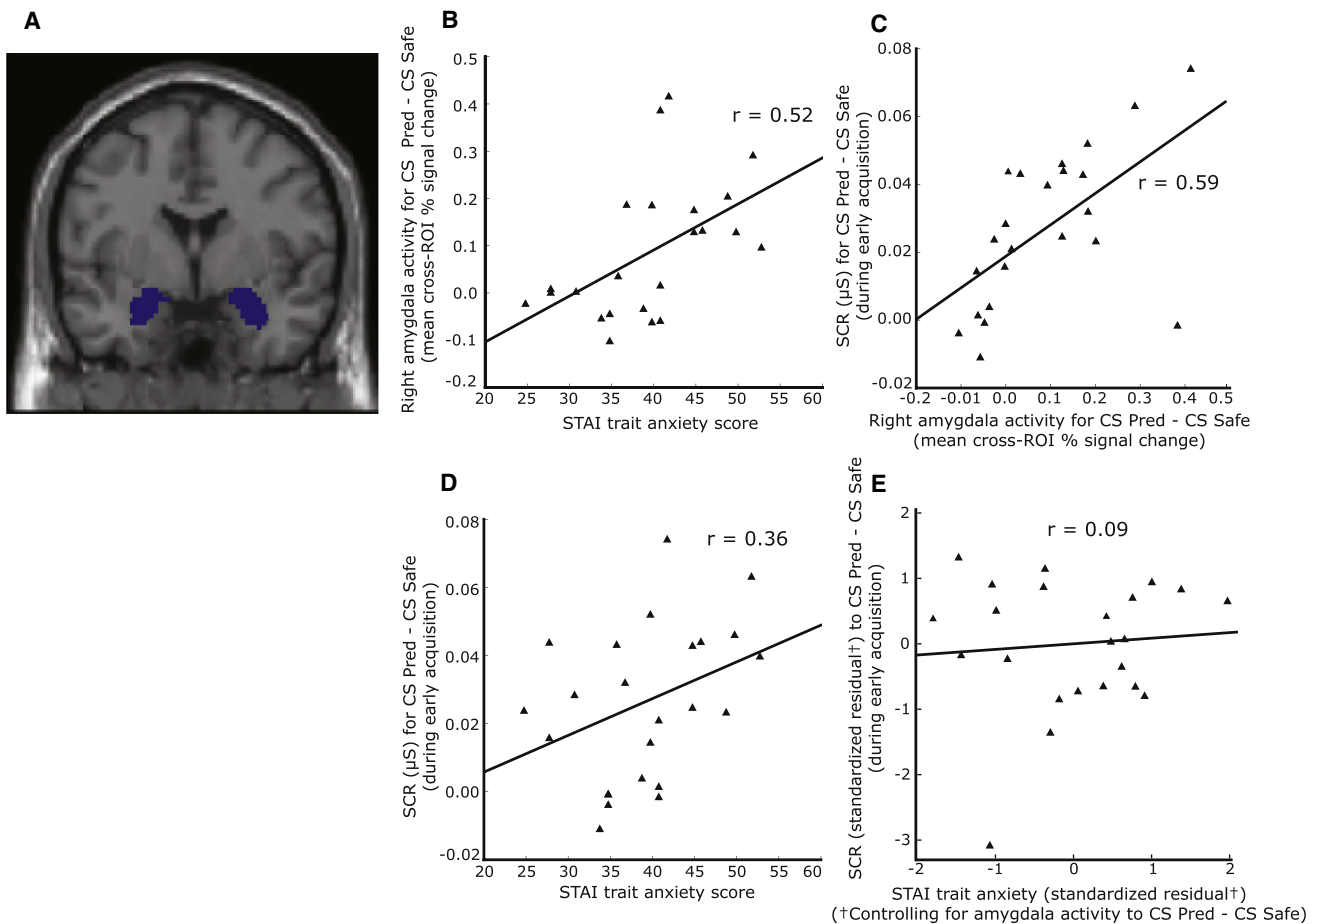 A
B
Right amygdala activity for CS Pred - CS Safe
(mean cross-ROI % signal change)
0.5
0.4
0.3
0.2
0.1
0.0
-0.1
-0.2
r = 0.52
20 25 30 35 40 45 50 55 60
STAI trait anxiety score
C
SCR (µS) for CS Pred - CS Safe
(during early acquisition)
0.08
0.06
0.04
0.02
0.00
-0.02
r = 0.59
-0.2 -0.1 0.0 0.1 0.2 0.3 0.4 0.5
Right amygdala activity for CS Pred - CS Safe
(mean cross-ROI % signal change)
D
SCR (µS) for CS Pred - CS Safe
(during early acquisition)
0.08
0.06
0.04
0.02
0.00
-0.02
r = 0.36
20 25 30 35 40 45 50 55 60
STAI trait anxiety score
E
SCR (standardized residual†) to CS Pred - CS Safe
(during early acquisition)
2
1
0
-1
-2
-3
r = 0.09
-2 -1 0 1 2
STAI trait anxiety (standardized residual†)
(†Controlling for amygdala activity to CS Pred - CS Safe)